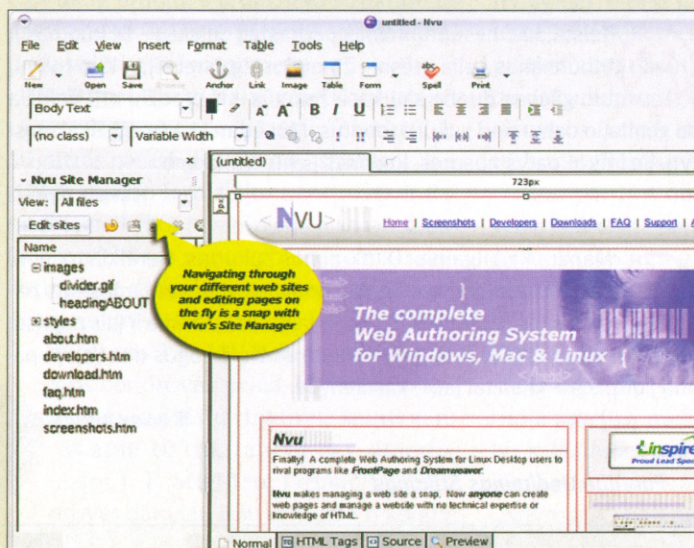 untitled - Nvu
File Edit View Insert Format Table Tools Help
New Open Save Search Anchor Link Image Table Form Spell Print
Body Text
A A B I U
(no class) Variable Width
(untitled)
Nvu Site Manager
723px
View: All files
px
Edit sites
< NVU >
Home | Screenshots | Developers | Downloads | FAQ | Support |
Name
images
divider.gif
headingABOUT
styles
about.htm
developers.htm
download.htm
faq.htm
index.htm
screenshots.htm
Navigating through
your different web sites
and editing pages on
the fly is a snap with
Nvu's Site Manager
The complete
Web Authoring System
for Windows, Mac & Linux {
Nvu
Finally! A complete Web Authoring System for Linux Desktop users to
rival programs like FrontPage and Dreamweaver.
Nvu makes managing a web site a snap. Now anyone can create
web pages and manage a website with no technical expertise or
knowledge of HTML.
Linspire
Proud Lead
Normal HTML Tags Source Preview